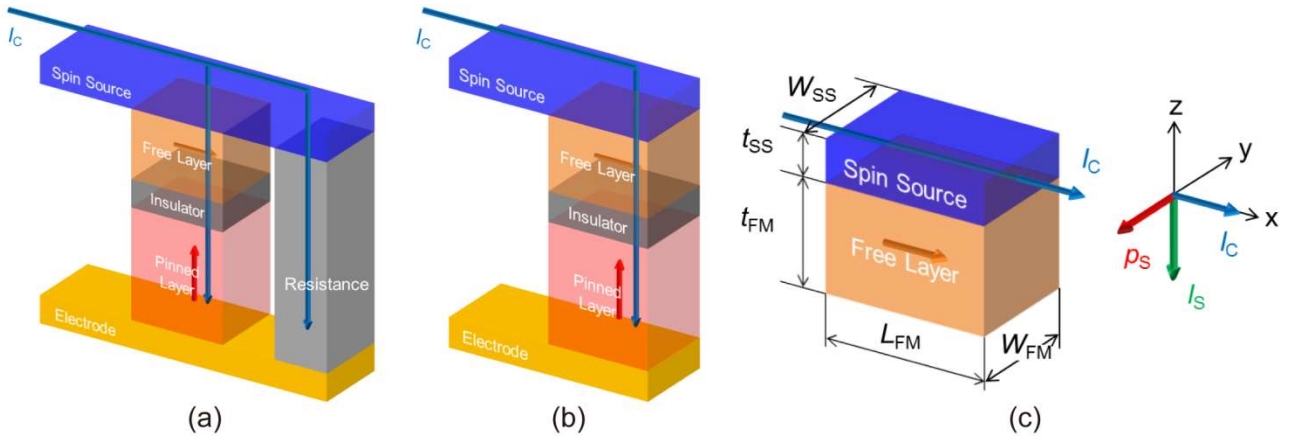 I_C
Spin Source
Free Layer
Insulator
Pinned
Layer
Resistance
Electrode
(a)
I_C
Spin Source
Free Layer
Insulator
Pinned
Layer
Electrode
(b)
W_SS
t_SS
I_C
Spin Source
t_FM
Free Layer
L_FM
W_FM
z
y
x
I_C
p_S
I_S
(c)